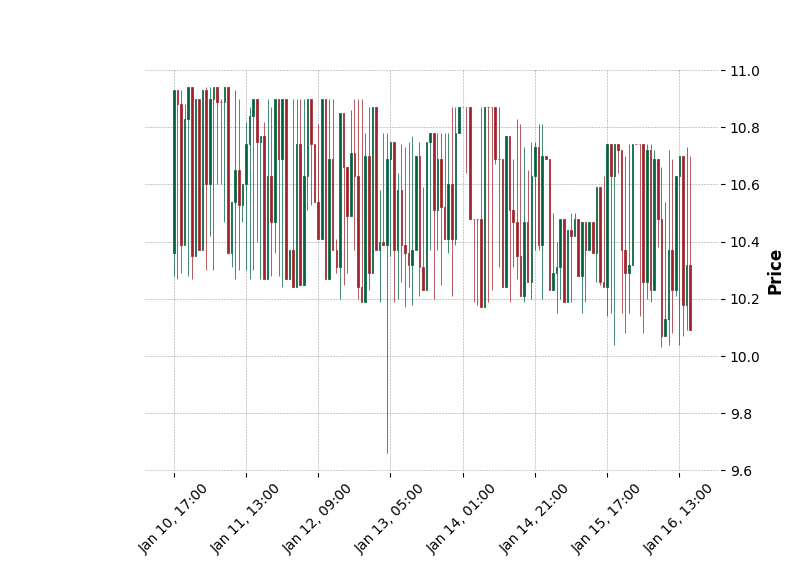 11.0
10.8
10.6
10.4
10.2
10.0
9.8
9.6
Price
Jan 10, 17:00
Jan 11, 13:00
Jan 12, 09:00
Jan 13, 05:00
Jan 14, 01:00
Jan 14, 21:00
Jan 15, 17:00
Jan 16, 13:00